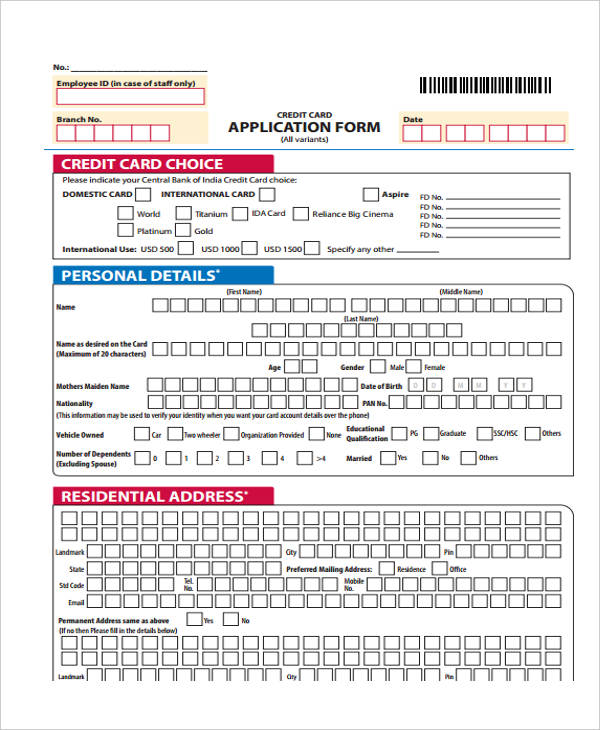 No.:
Employee ID (in case of staff only)
Branch No.
CREDIT CARD
APPLICATION FORM
(All variants)
Date
CREDIT CARD CHOICE
Please indicate your Central Bank of India Credit Card choice:
DOMESTIC CARD INTERNATIONAL CARD Aspire
FD No.
FD No.
FD No.
FD No.
FD No.
World Titanium IDA Card Reliance Big Cinema
Platinum Gold
International Use: USD 500 USD 1000 USD 1500 Specify any other
PERSONAL DETAILS*
(First Name) (Middle Name)
Name
(Last Name)
Name as desired on the Card
(Maximum of 20 characters)
Age Gender Male Female
Mothers Maiden Name Date of Birth D D M M Y Y
Nationality PAN No.
(This information may be used to verify your identity when you want your card account details over the phone)
Vehicle Owned Car Two wheeler Organization Provided None Educational Qualification PG Graduate SSC/HSC Others
Number of Dependents
(Excluding Spouse) 0 1 2 3 4 >4 Married Yes No Others
RESIDENTIAL ADDRESS*
Landmark City Pin
State Preferred Mailing Address: Residence Office
Std Code Tel. No. Mobile No.
Email
Permanent Address same as above Yes No
(If no then Please fill in the details below)
Landmark City Pin